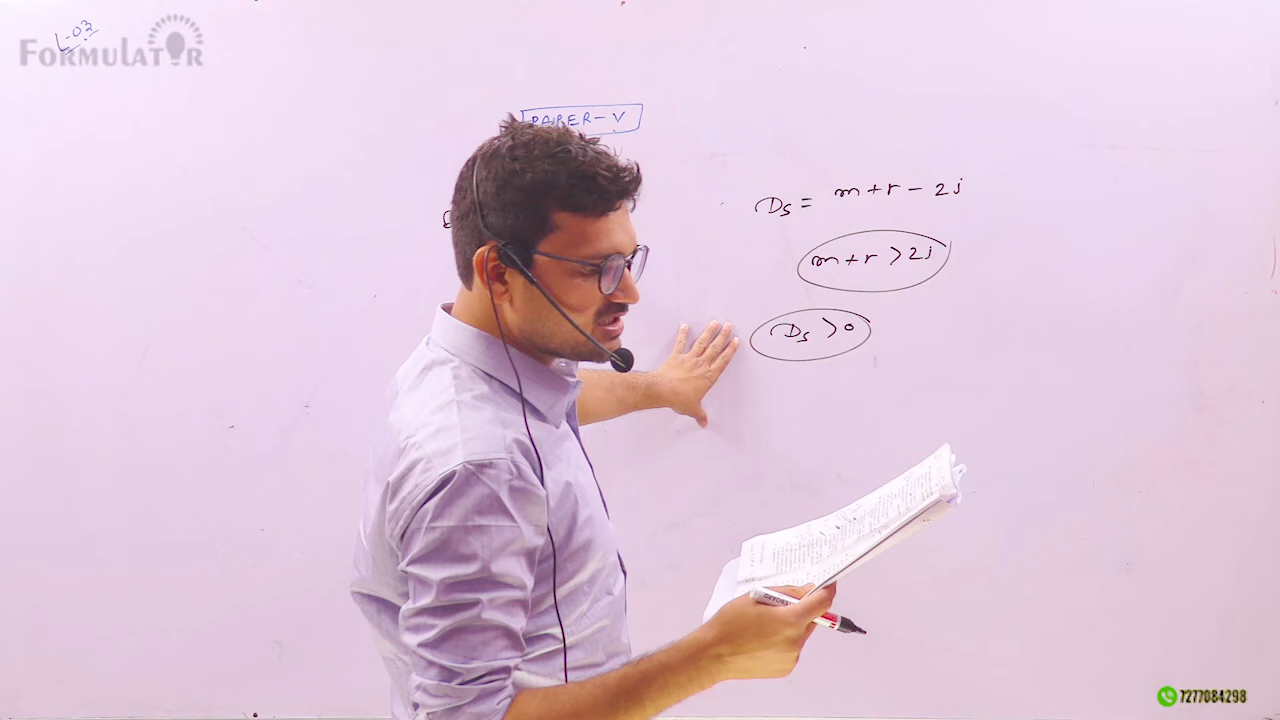 L-03
FORMULATOR
PAPER-V
Ds = m+r-2j
m+r>2j
Ds>0
7277084298